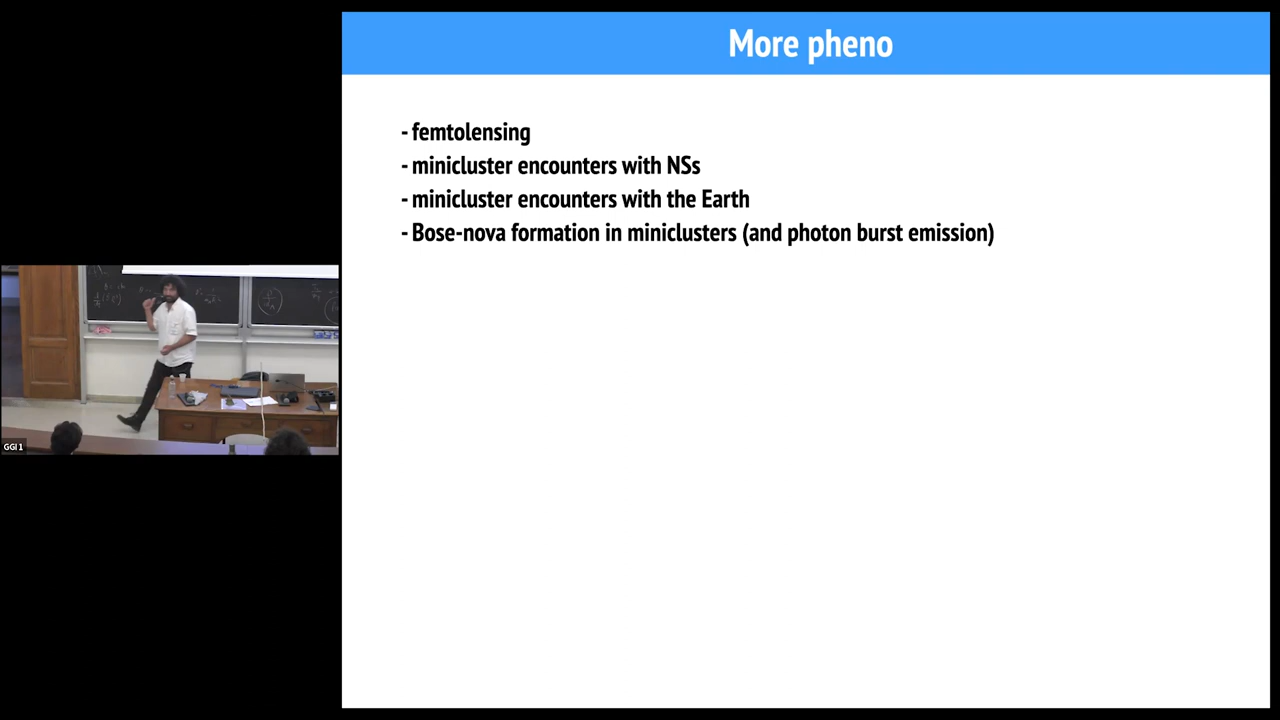 More pheno
- femtolensing
- minicluster encounters with NSs
- minicluster encounters with the Earth
- Bose-nova formation in miniclusters (and photon burst emission)
GGI 1